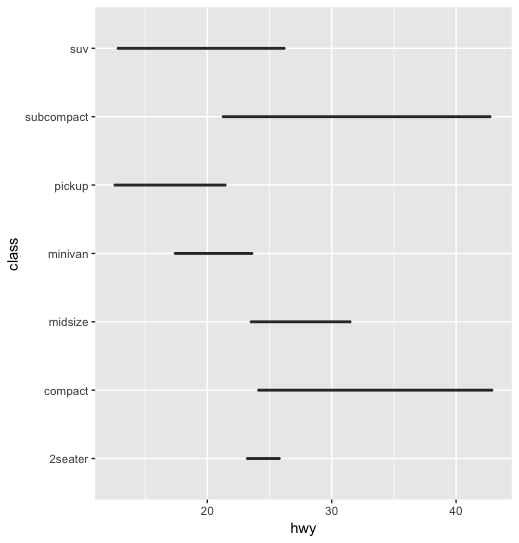 suv
subcompact
pickup
minivan
midsize
compact
2seater
class
20 30 40
hwy